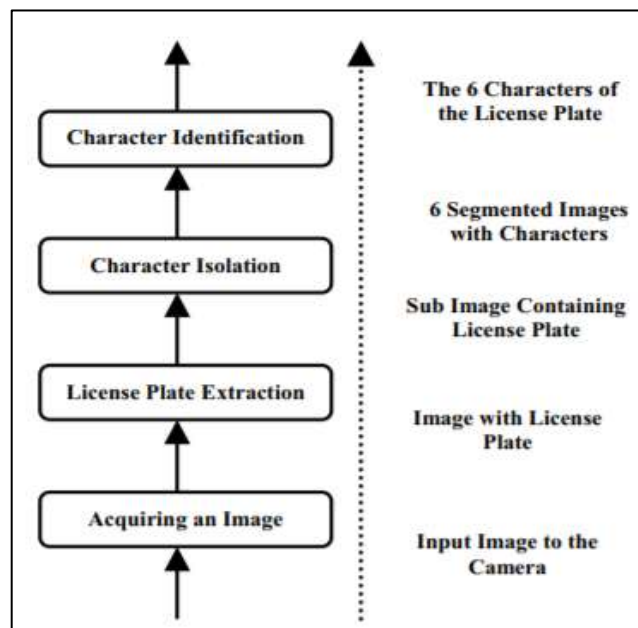 The 6 Characters of
the License Plate
Character Identification
6 Segmented Images
with Characters
Character Isolation
Sub Image Containing
License Plate
License Plate Extraction
Image with License
Plate
Acquiring an Image
Input Image to the
Camera